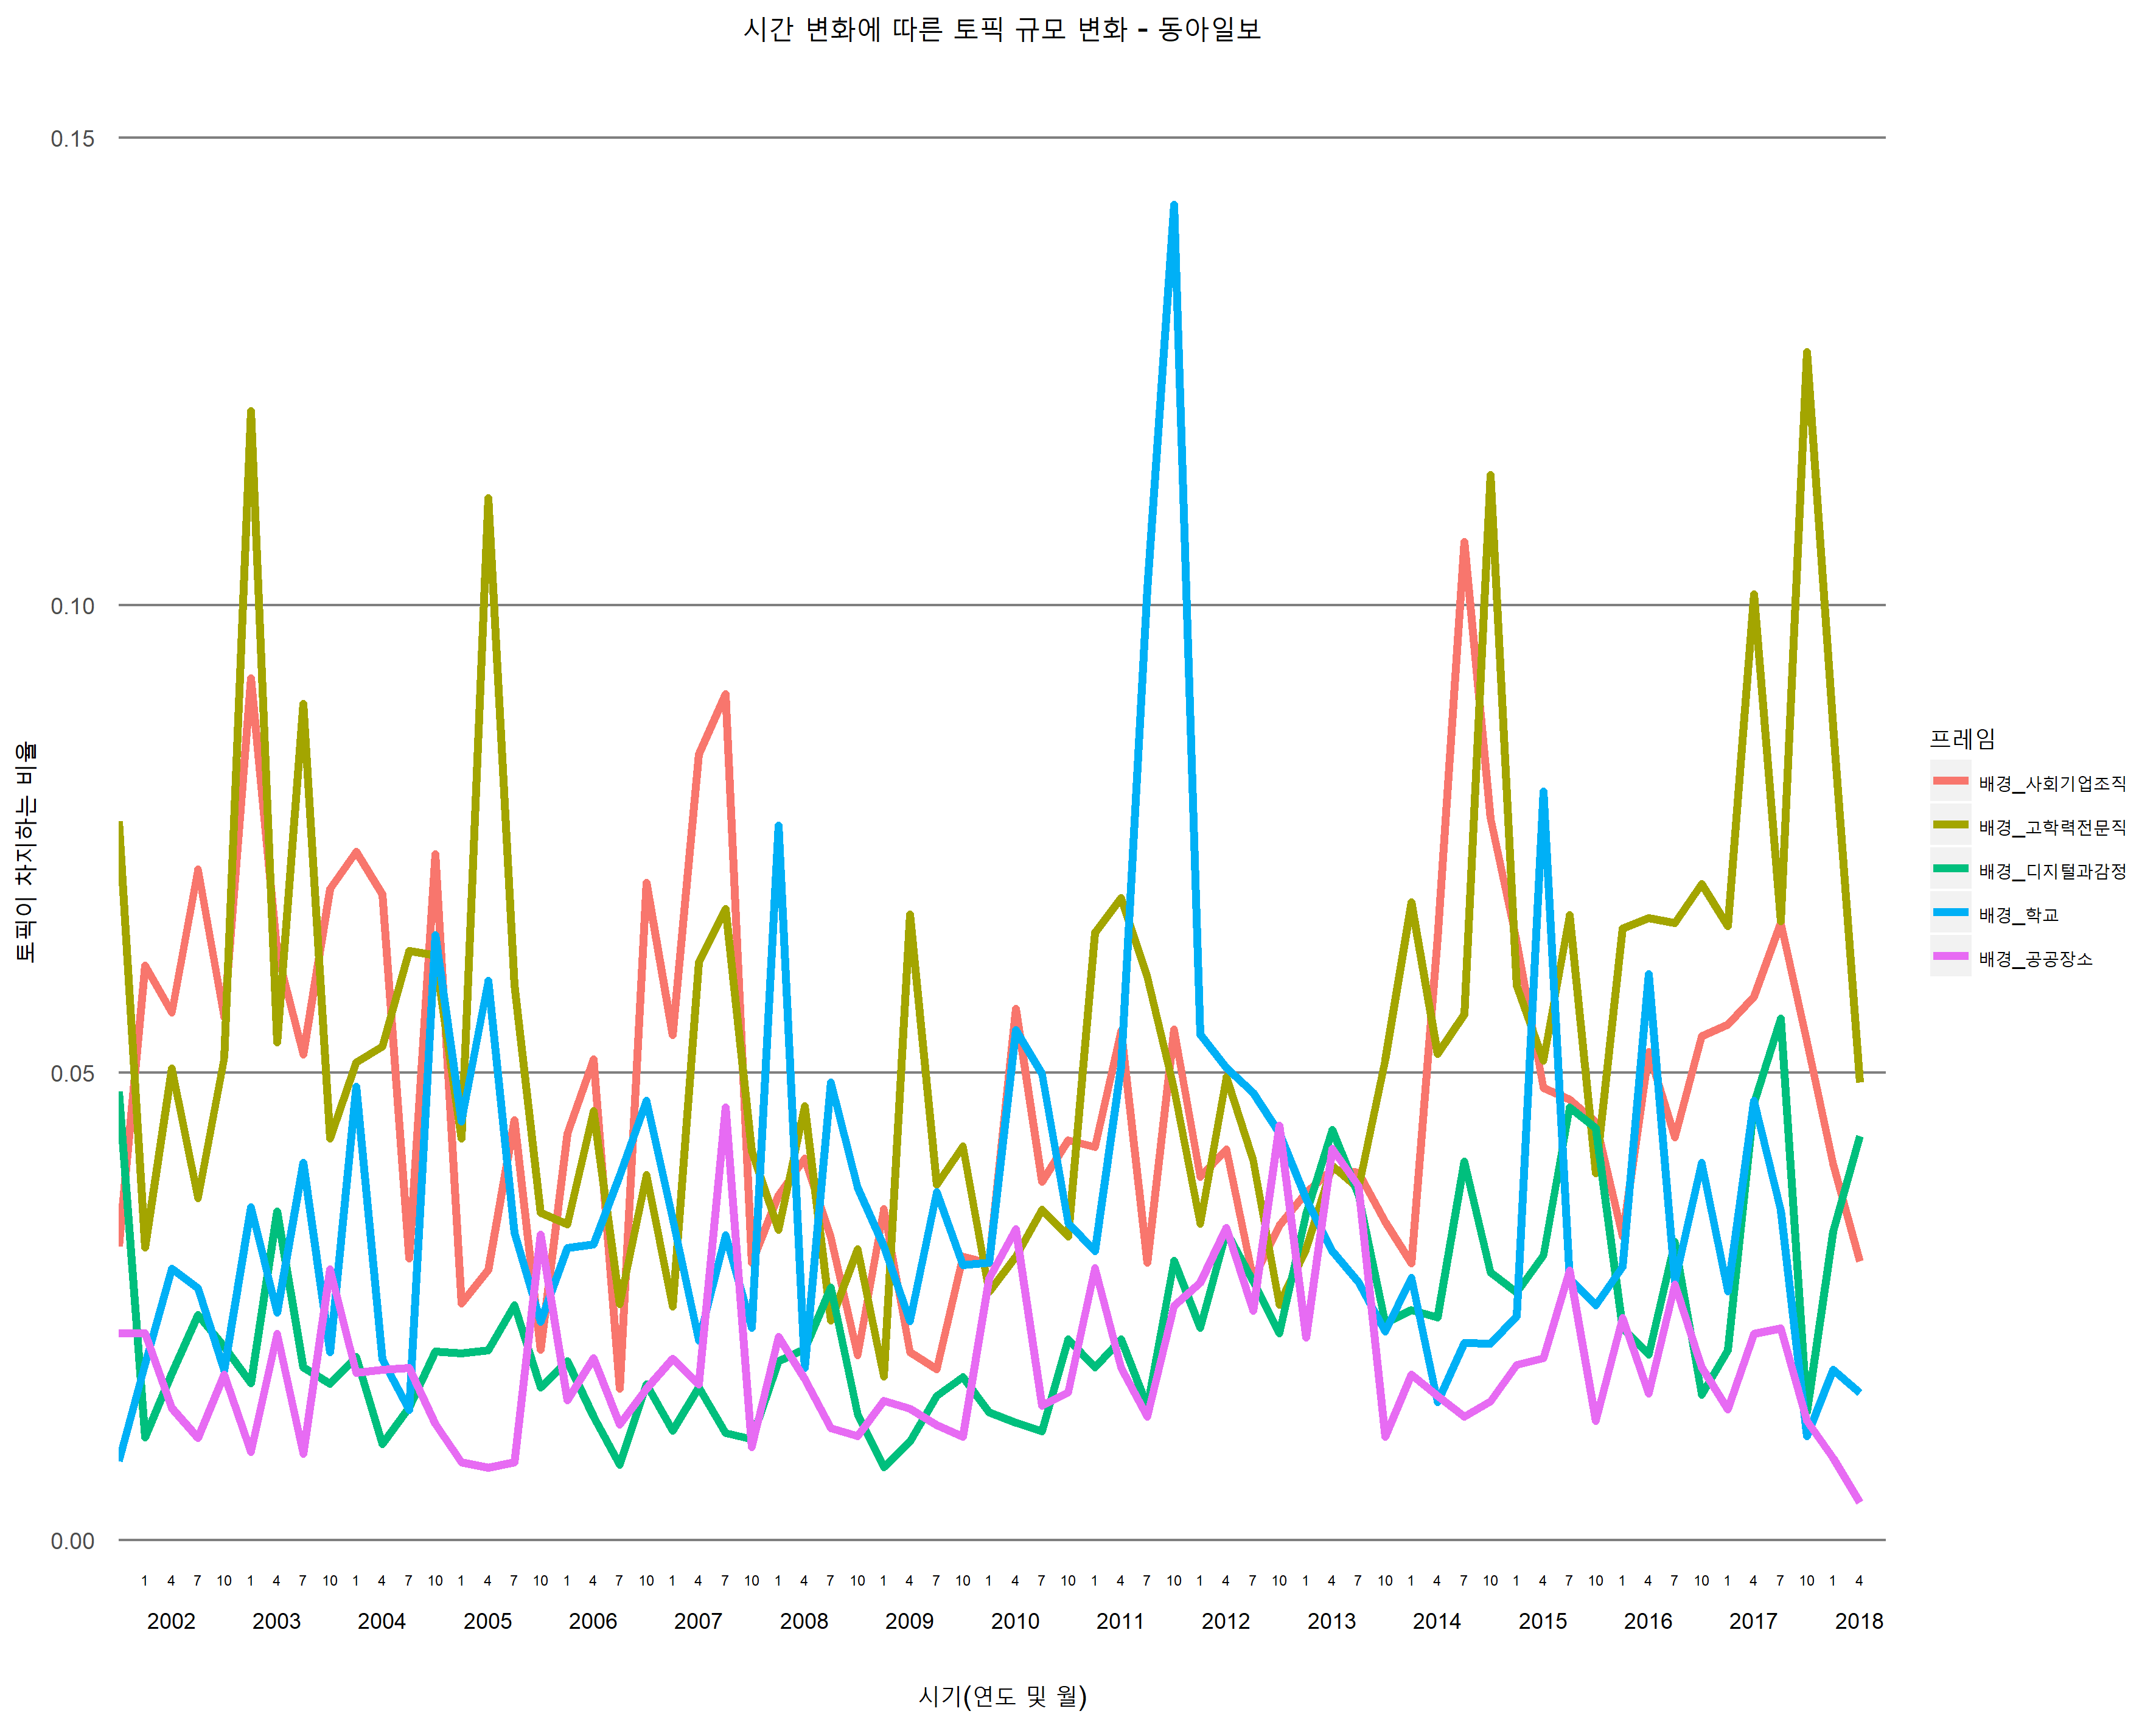 시간 변화에 따른 토픽 규모 변화 - 동아일보
토픽이 차지하는 비율
0.15
0.10
0.05
0.00
1 4 7 10 1 4 7 10 1 4 7 10 1 4 7 10 1 4 7 10 1 4 7 10 1 4 7 10 1 4 7 10 1 4 7 10 1 4 7 10 1 4 7 10 1 4 7 10 1 4 7 10 1 4 7 10 1 4 7 10 1 4 7 10 1 4
2002 2003 2004 2005 2006 2007 2008 2009 2010 2011 2012 2013 2014 2015 2016 2017 2018
시기(연도 및 월)
프레임
배경_사회기업조직
배경_고학력전문직
배경_디지털과감정
배경_학교
배경_공공장소